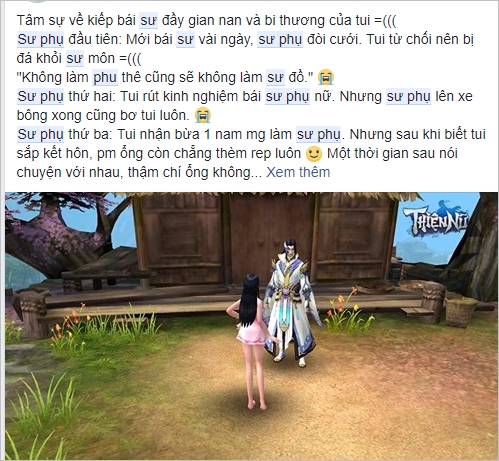 Tâm sự về kiếp bái sư đầy gian nan và bi thương của tui =(((
Sư phụ đầu tiên: Mới bái sư vài ngày, sư phụ đòi cưới. Tui từ chối nên bị
đá khỏi sư môn =(((
"Không làm phu thê cũng sẽ không làm sư đồ." 😭
Sư phụ thứ hai: Tui rút kinh nghiệm bái sư phụ nữ. Nhưng sư phụ lên xe
bông xong cũng bơ tui luôn. 😭
Sư phụ thứ ba: Tui nhận bừa 1 nam mg làm sư phụ. Nhưng sau khi biết tui
sắp kết hôn, pm ổng còn chẳng thèm rep luôn 🙂 Một thời gian sau nói
chuyện với nhau, thậm chí ổng không... Xem thêm
THIỆN NỮ